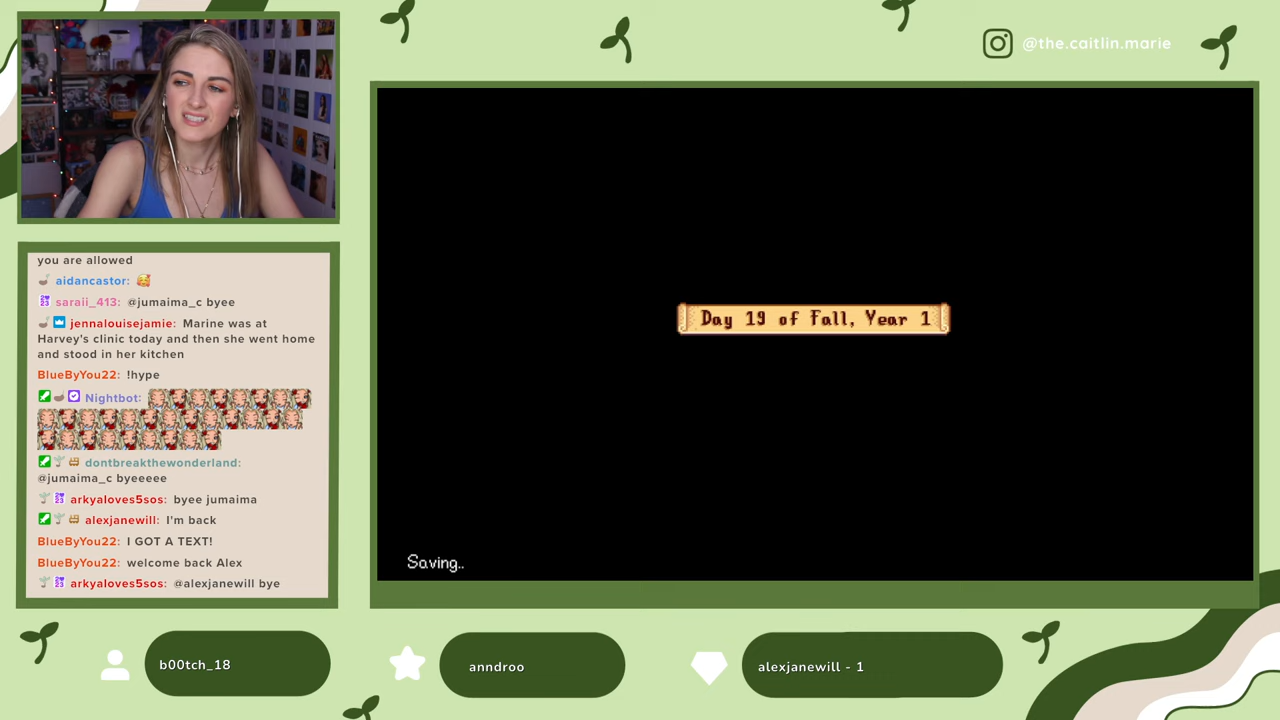 @the.caitlin.marie
you are allowed
aidancastor:
saraii_413: @jumaima_c byee
jennalouisejamie: Marine was at
Harvey's clinic today and then she went home
and stood in her kitchen
BlueByYou22: !hype
Nightbot:
dontbreakthewonderland:
@jumaima_c byeeeee
arkyaloves5sos: byee jumaima
alexjanewill: I'm back
BlueByYou22: I GOT A TEXT!
BlueByYou22: welcome back Alex
arkyaloves5sos: @alexjanewill bye
Day 19 of Fall, Year 1
Saving..
b00tch_18
anndroo
alexjanewill - 1